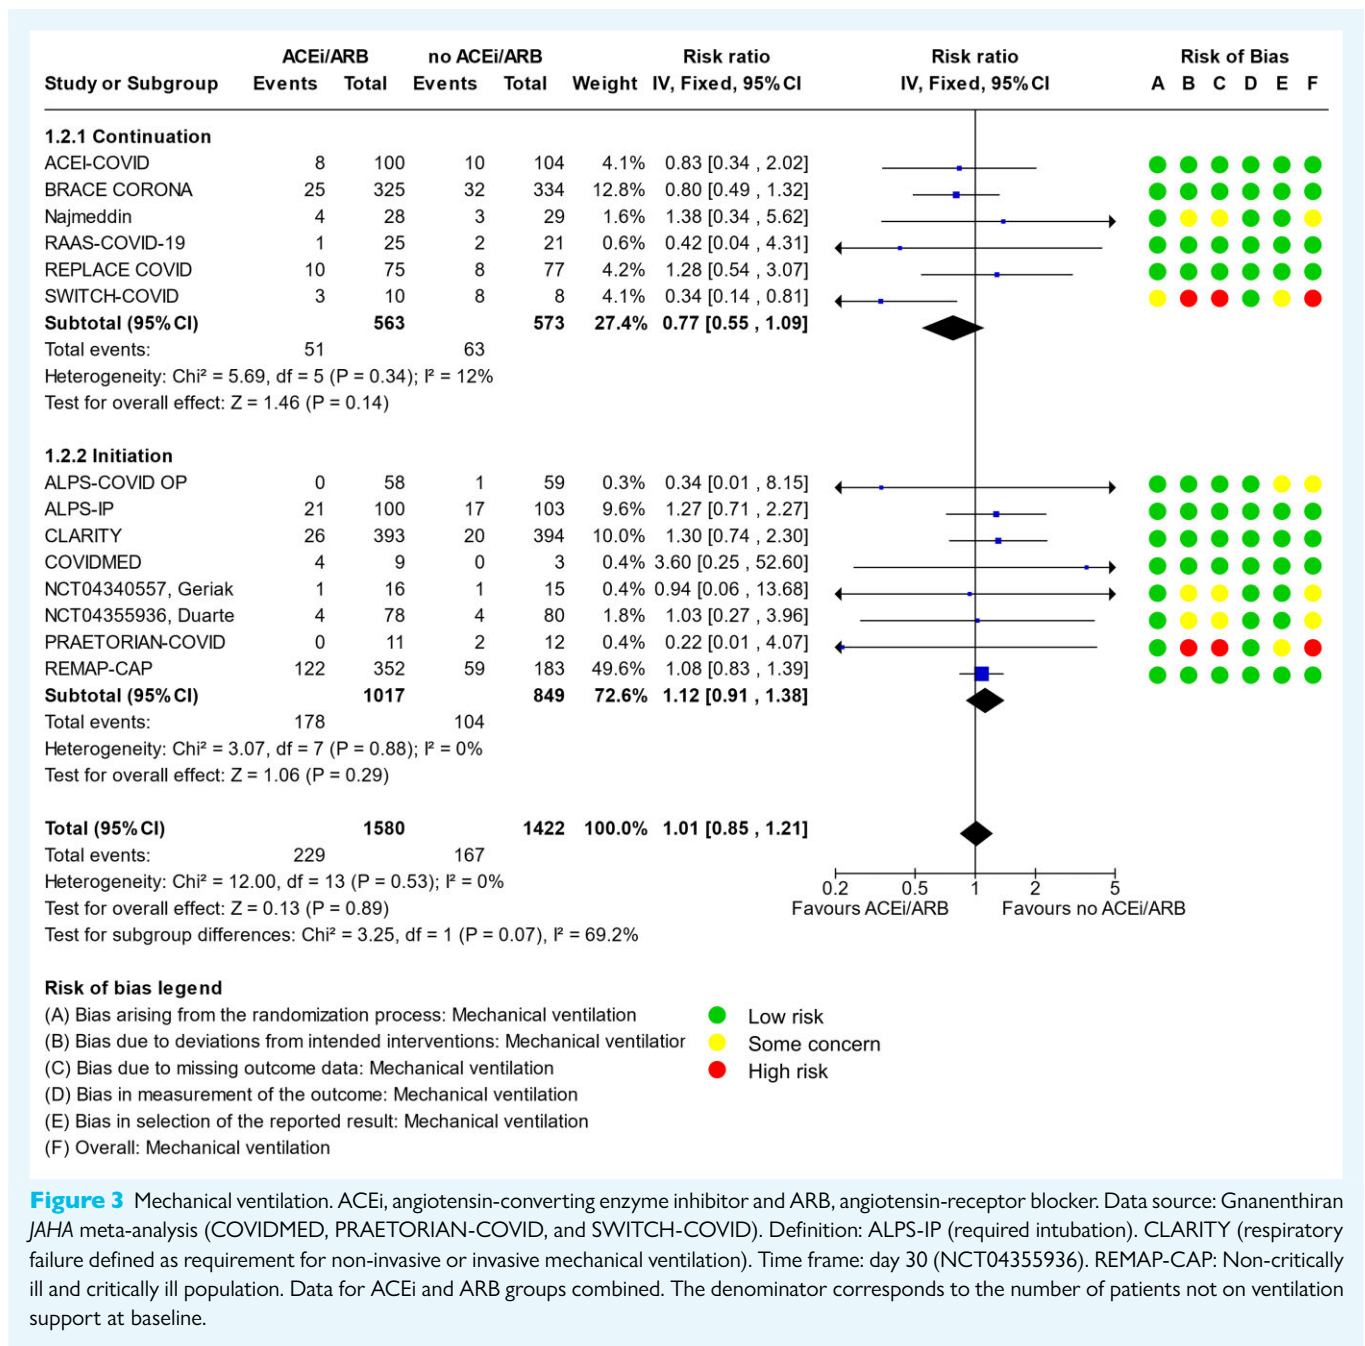 ACEi/ARB no ACEi/ARB Risk ratio Risk ratio Risk of Bias
Study or Subgroup Events Total Events Total Weight IV, Fixed, 95% CI IV, Fixed, 95% CI A B C D E F
1.2.1 Continuation
ACEI-COVID 8 100 10 104 4.1% 0.83 [0.34 , 2.02]
BRACE CORONA 25 325 32 334 12.8% 0.80 [0.49 , 1.32]
Najmeddin 4 28 3 29 1.6% 1.38 [0.34 , 5.62]
RAAS-COVID-19 1 25 2 21 0.6% 0.42 [0.04 , 4.31]
REPLACE COVID 10 75 8 77 4.2% 1.28 [0.54 , 3.07]
SWITCH-COVID 3 10 8 8 4.1% 0.34 [0.14 , 0.81]
Subtotal (95% CI) 563 573 27.4% 0.77 [0.55 , 1.09]
Total events: 51 63
Heterogeneity: Chi² = 5.69, df = 5 (P = 0.34); I² = 12%
Test for overall effect: Z = 1.46 (P = 0.14)
1.2.2 Initiation
ALPS-COVID OP 0 58 1 59 0.3% 0.34 [0.01 , 8.15]
ALPS-IP 21 100 17 103 9.6% 1.27 [0.71 , 2.27]
CLARITY 26 393 20 394 10.0% 1.30 [0.74 , 2.30]
COVIDMED 4 9 0 3 0.4% 3.60 [0.25 , 52.60]
NCT04340557, Geriak 1 16 1 15 0.4% 0.94 [0.06 , 13.68]
NCT04355936, Duarte 4 78 4 80 1.8% 1.03 [0.27 , 3.96]
PRAETORIAN-COVID 0 11 2 12 0.4% 0.22 [0.01 , 4.07]
REMAP-CAP 122 352 59 183 49.6% 1.08 [0.83 , 1.39]
Subtotal (95% CI) 1017 849 72.6% 1.12 [0.91 , 1.38]
Total events: 178 104
Heterogeneity: Chi² = 3.07, df = 7 (P = 0.88); I² = 0%
Test for overall effect: Z = 1.06 (P = 0.29)
Total (95% CI) 1580 1422 100.0% 1.01 [0.85 , 1.21]
Total events: 229 167
Heterogeneity: Chi² = 12.00, df = 13 (P = 0.53); I² = 0%
Test for overall effect: Z = 0.13 (P = 0.89)
Test for subgroup differences: Chi² = 3.25, df = 1 (P = 0.07), I² = 69.2%
0.2 0.5 1 2 5
Favours ACEi/ARB Favours no ACEi/ARB
Risk of bias legend
(A) Bias arising from the randomization process: Mechanical ventilation
(B) Bias due to deviations from intended interventions: Mechanical ventilatior
(C) Bias due to missing outcome data: Mechanical ventilation
(D) Bias in measurement of the outcome: Mechanical ventilation
(E) Bias in selection of the reported result: Mechanical ventilation
(F) Overall: Mechanical ventilation
Low risk
Some concern
High risk
Figure 3 Mechanical ventilation. ACEi, angiotensin-converting enzyme inhibitor and ARB, angiotensin-receptor blocker. Data source: Gnanenthiran
JAHA meta-analysis (COVIDMED, PRAETORIAN-COVID, and SWITCH-COVID). Definition: ALPS-IP (required intubation). CLARITY (respiratory
failure defined as requirement for non-invasive or invasive mechanical ventilation). Time frame: day 30 (NCT04355936). REMAP-CAP: Non-critically
ill and critically ill population. Data for ACEi and ARB groups combined. The denominator corresponds to the number of patients not on ventilation
support at baseline.